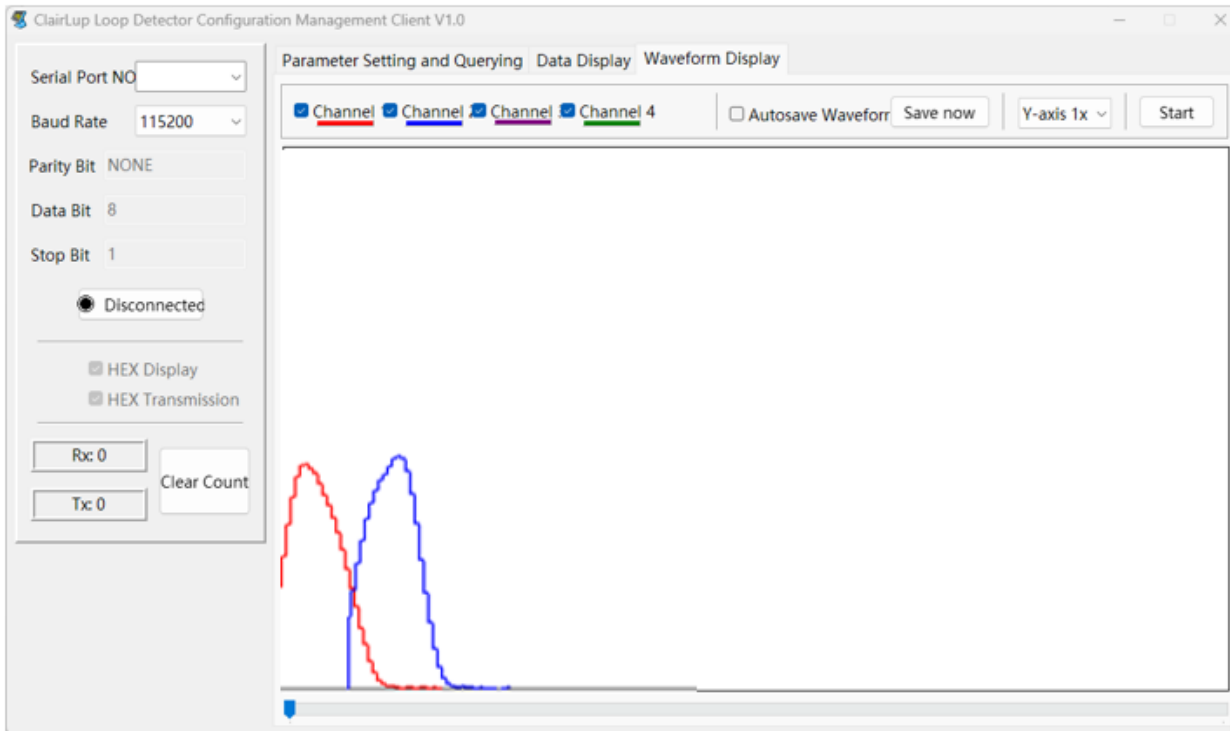 ClairLup Loop Detector Configuration Management Client V1.0
Serial Port NO
Baud Rate 115200
Parity Bit NONE
Data Bit 8
Stop Bit 1
Disconnected
HEX Display
HEX Transmission
Rx: 0
Tx: 0
Clear Count
Parameter Setting and Querying Data Display Waveform Display
Channel Channel Channel Channel 4 Autosave Waveforr Save now Y-axis 1x Start